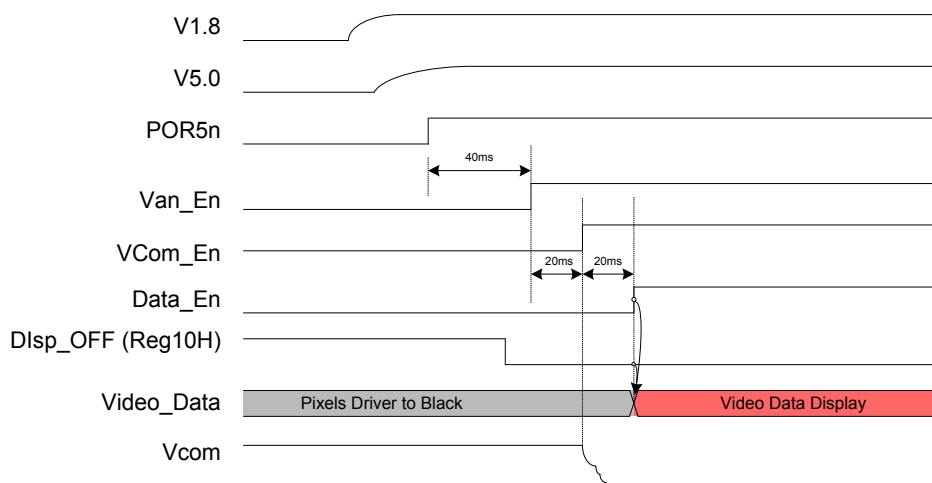 V1.8
V5.0
POR5n
40ms
Van_En
VCom_En
20ms 20ms
Data_En
DIsp_OFF (Reg10H)
Video_Data Pixels Driver to Black Video Data Display
Vcom